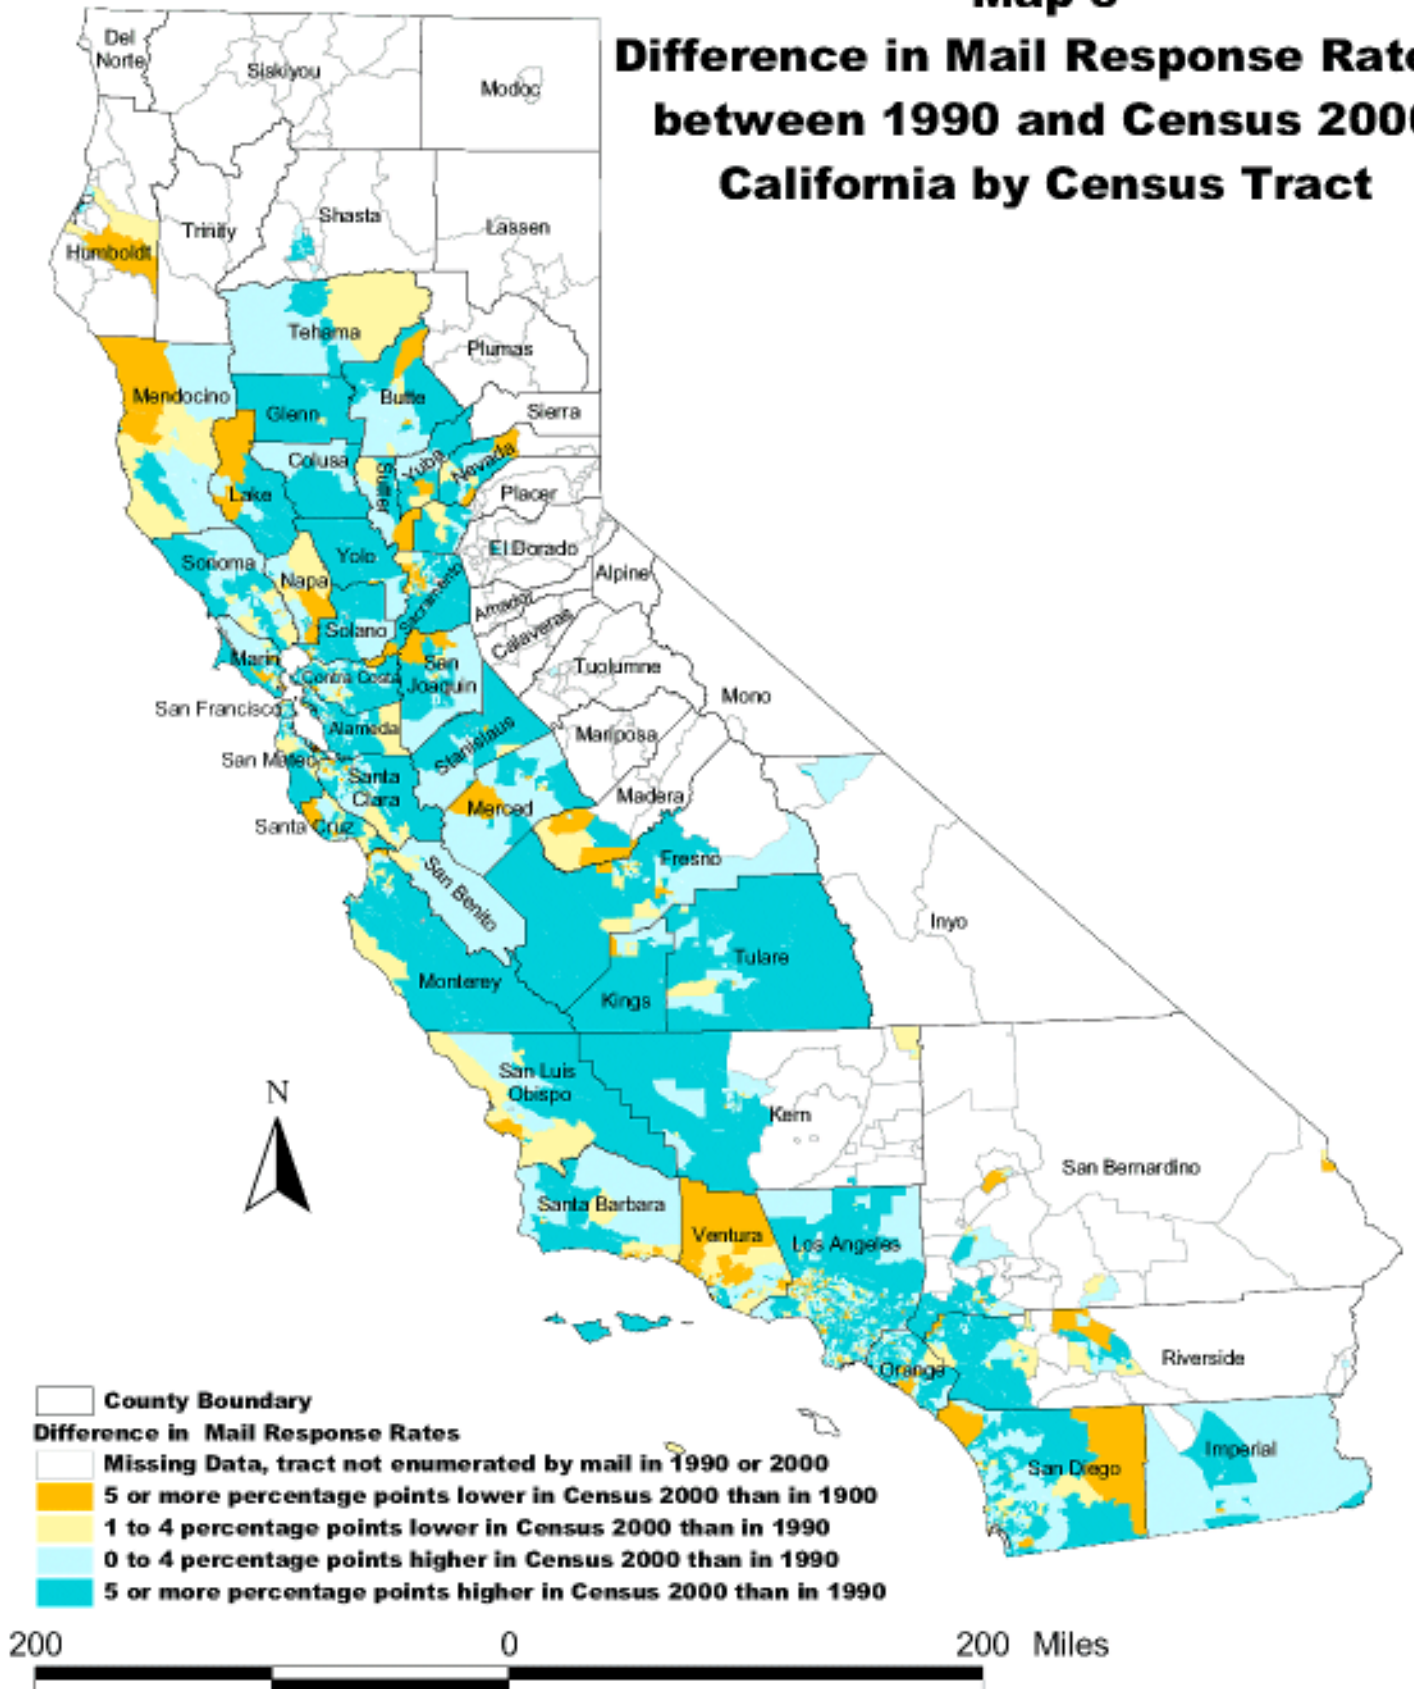 Difference in Mail Response Rat
between 1990 and Census 200
California by Census Tract
Del
Norte
Siskiyou
Modoc
Shasta
Trinity
Lassen
Humboldt
Tehama
Plumas
Mendocino
Butte
Glenn
Sierra
Colusa
Sutter
Yuba
Nevada
Lake
Placer
Yolo
El Dorado
Sonoma
Napa
Alpine
Sacramento
Amador
Solano
Calaveras
Marin
San
Joaquin
Contra Costa
Tuolumne
Mono
San Francisco
Alameda
Stanislaus
Mariposa
San Mateo
Santa
Clara
Madera
Merced
Santa Cruz
Fresno
San Benito
Inyo
Tulare
Monterey
Kings
San Luis
Obispo
N
Kern
San Bernardino
Santa Barbara
Ventura
Los Angeles
Orange
Riverside
Imperial
San Diego
County Boundary
Difference in Mail Response Rates
Missing Data, tract not enumerated by mail in 1990 or 2000
5 or more percentage points lower in Census 2000 than in 1900
1 to 4 percentage points lower in Census 2000 than in 1990
0 to 4 percentage points higher in Census 2000 than in 1990
5 or more percentage points higher in Census 2000 than in 1990
200 0 200 Miles